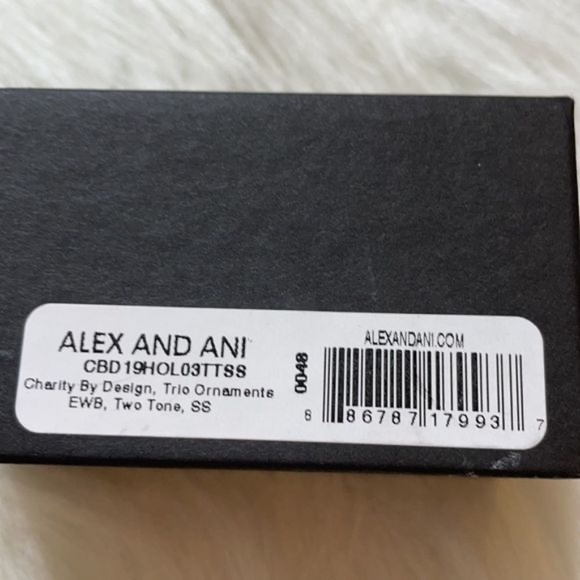 ALEX AND ANI
CBD19HOL03TTSS
Charity By Design, Trio Ornaments
EWB, Two Tone, SS
0048
ALEXANDANI.COM
8 86787 17993 7